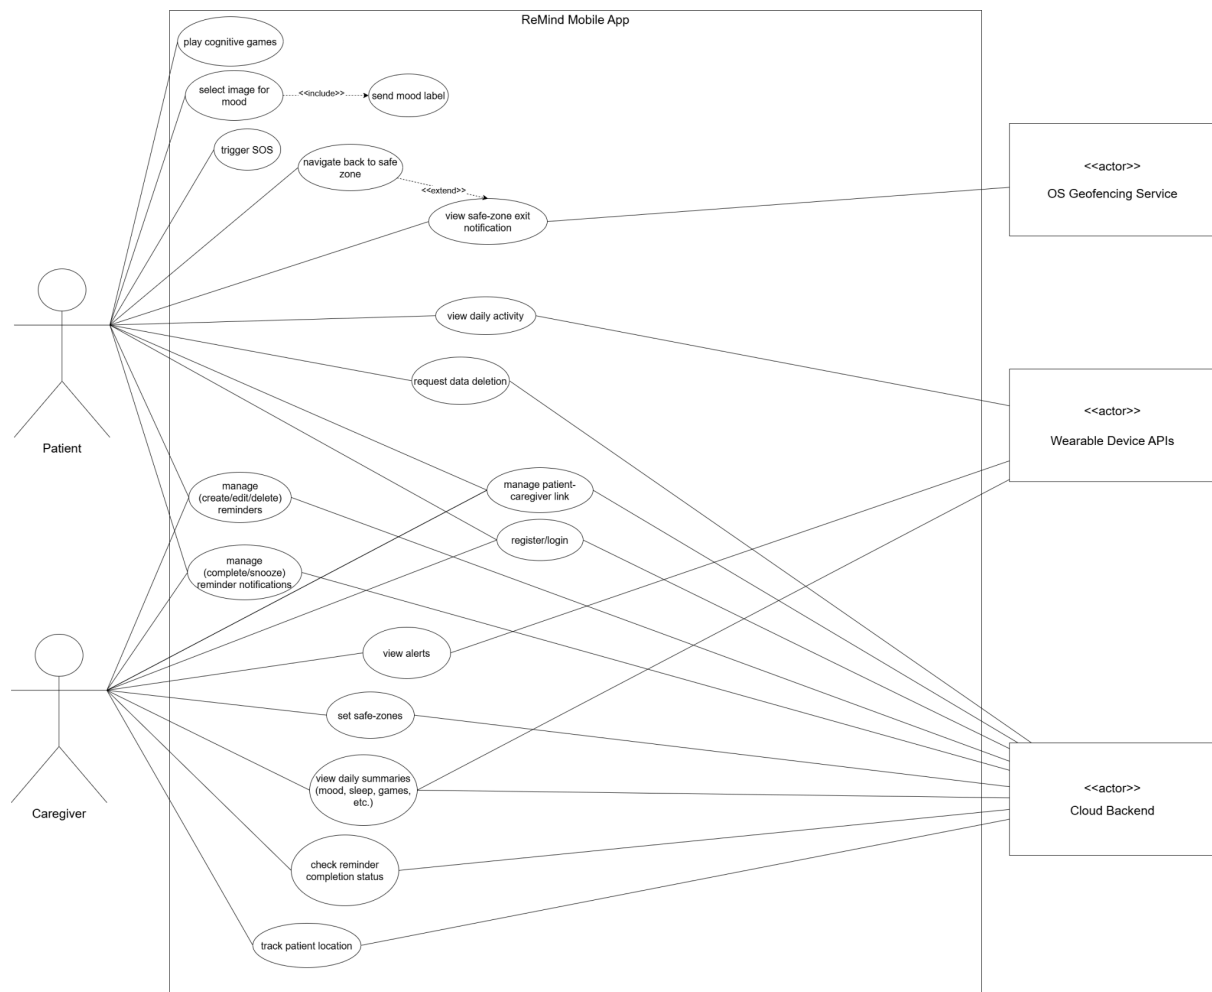 ReMind Mobile App
play cognitive games
select image for
mood
<<include>>
send mood label
trigger SOS
navigate back to safe
zone
<<extend>>
view safe-zone exit
notification
<<actor>>
OS Geofencing Service
view daily activity
request data deletion
<<actor>>
Wearable Device APIs
Patient
manage
(create/edit/delete)
reminders
manage patient-
caregiver link
register/login
manage
(complete/snooze)
reminder notifications
view alerts
set safe-zones
view daily summaries
(mood, sleep, games,
etc.)
<<actor>>
Cloud Backend
Caregiver
check reminder
completion status
track patient location